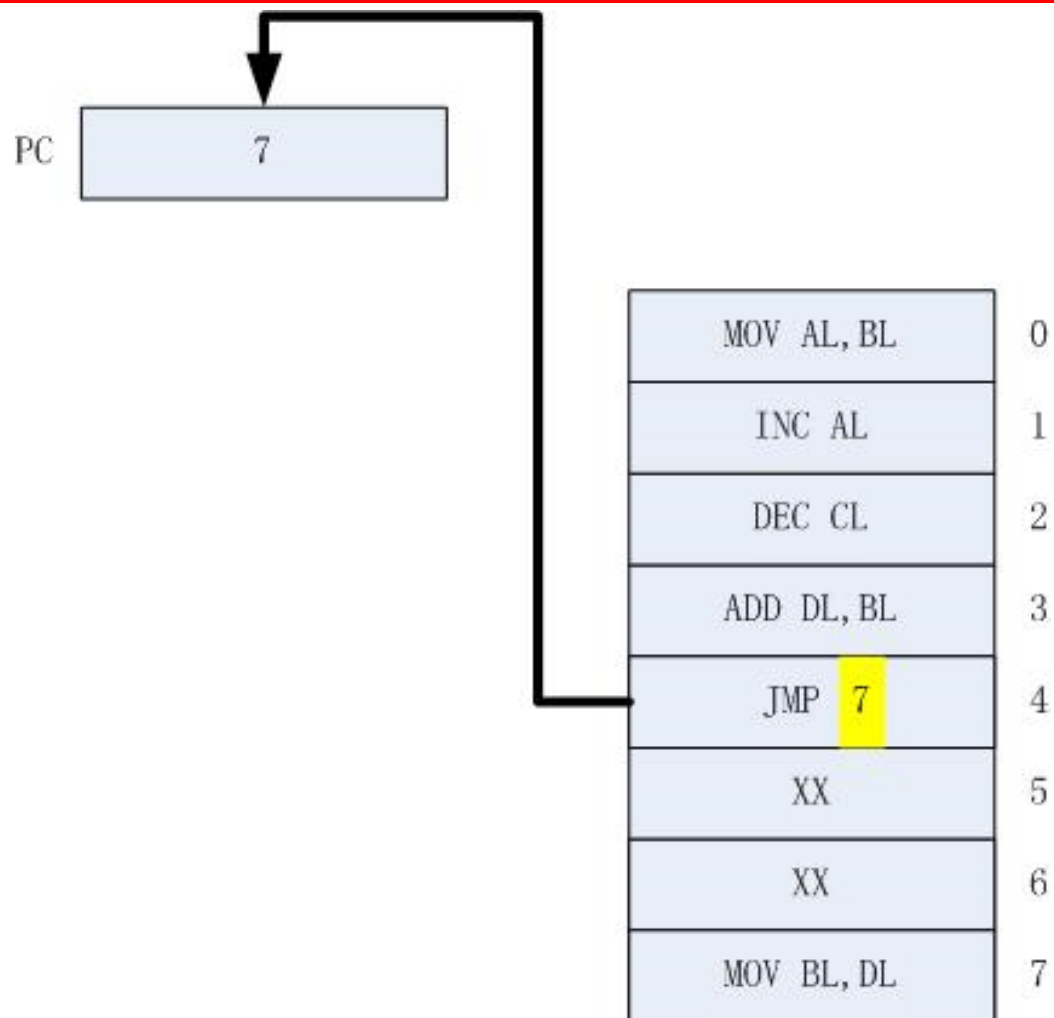 PC
7
MOV AL,BL 0
INC AL 1
DEC CL 2
ADD DL,BL 3
JMP 7 4
XX 5
XX 6
MOV BL,DL 7